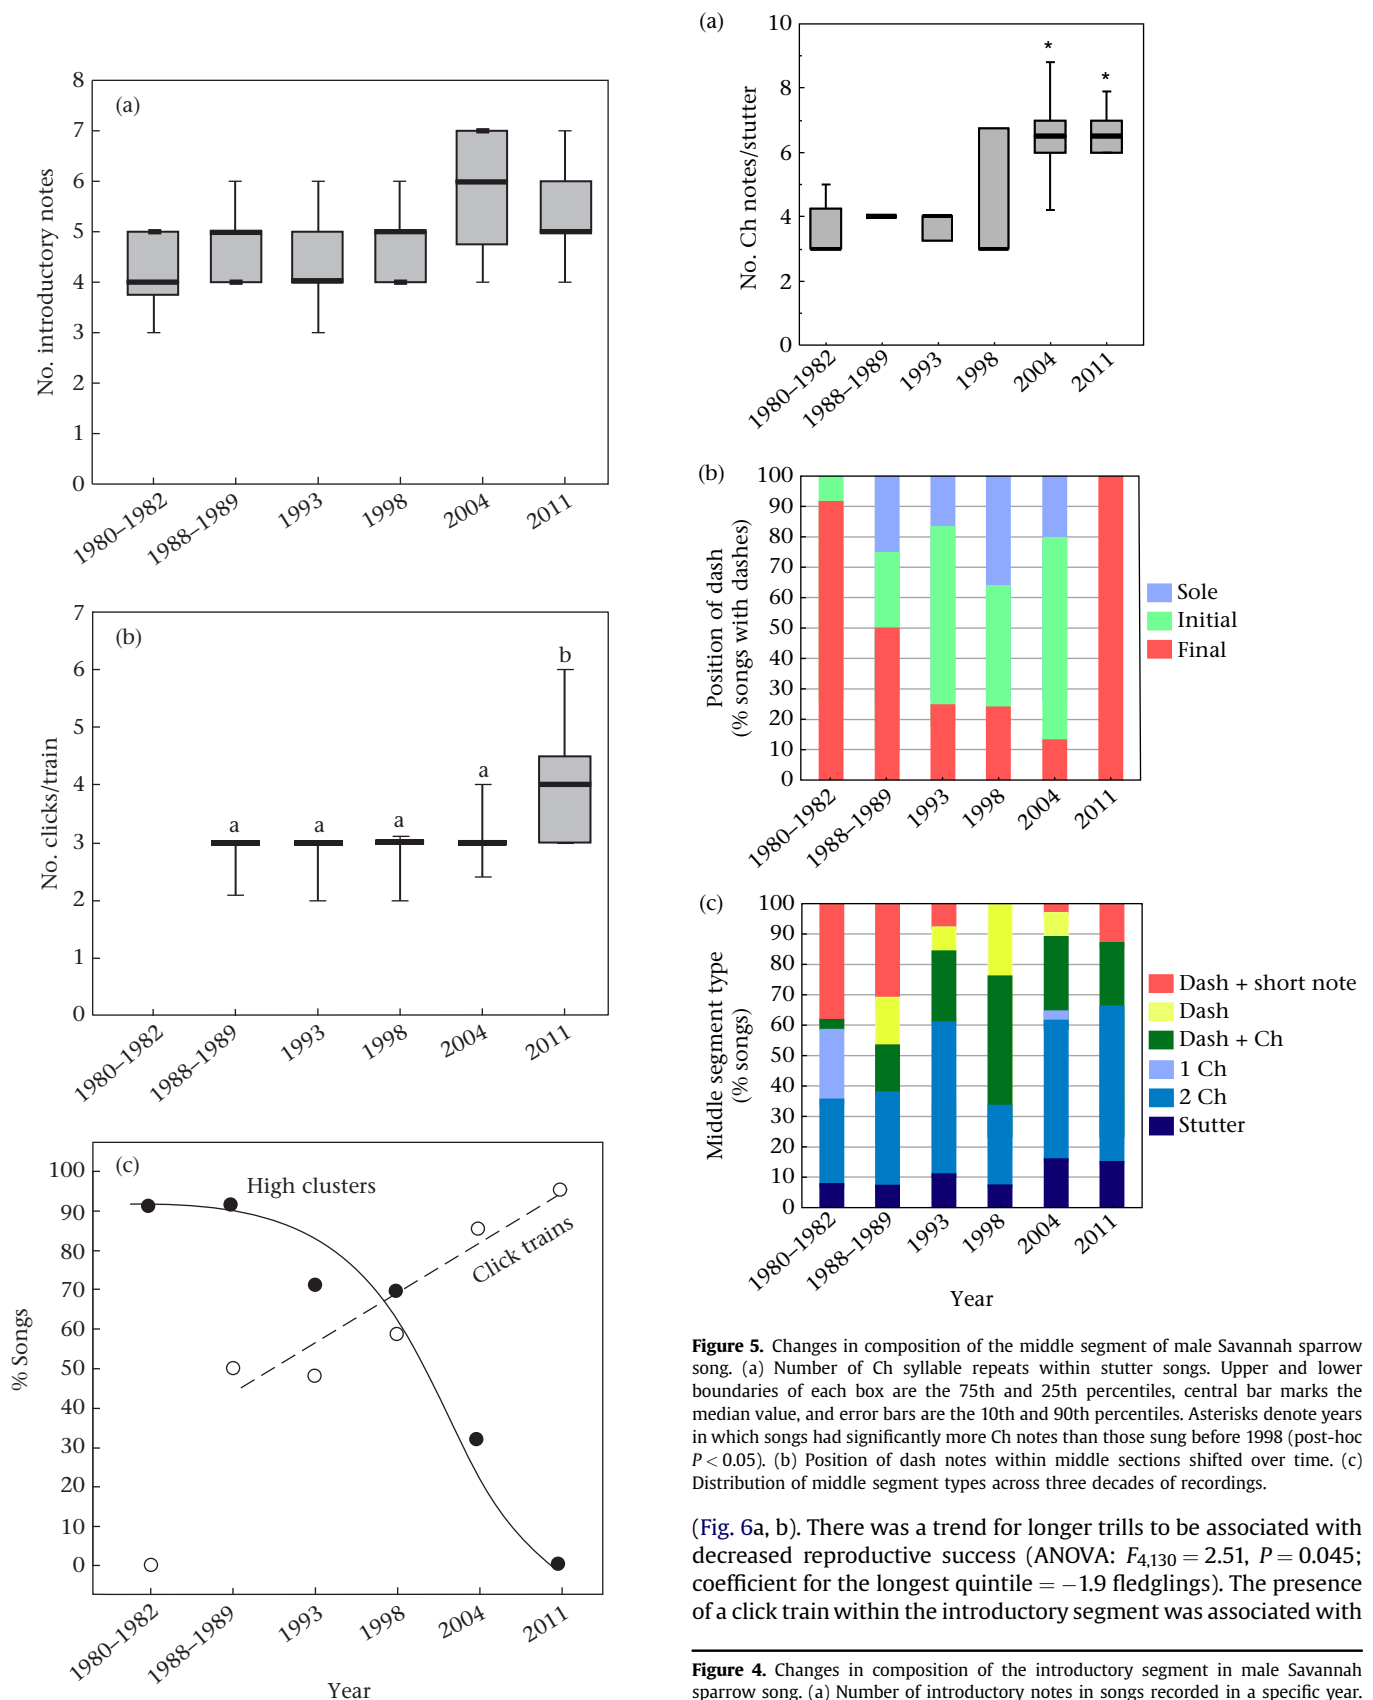 (a)
8
7
6
5
4
3
2
1
0
No. introductory notes
1980–1982
1988–1989
1993
1998
2004
2011
(b)
7
6
5
4
3
2
1
0
No. clicks/train
a
a
a
a
b
1980–1982
1988–1989
1993
1998
2004
2011
(c)
100
90
80
70
60
50
40
30
20
10
0
% Songs
High clusters
Click trains
1980–1982
1988–1989
1993
1998
2004
2011
Year
(a)
10
8
6
4
2
0
No. Ch notes/stutter
*
*
1980–1982
1988–1989
1993
1998
2004
2011
(b)
100
90
80
70
60
50
40
30
20
10
0
Position of dash
(% songs with dashes)
Sole
Initial
Final
1980–1982
1988–1989
1993
1998
2004
2011
(c)
100
90
80
70
60
50
40
30
20
10
0
Middle segment type
(% songs)
Dash + short note
Dash
Dash + Ch
1 Ch
2 Ch
Stutter
1980–1982
1988–1989
1993
1998
2004
2011
Year
Figure 5. Changes in composition of the middle segment of male Savannah sparrow
song. (a) Number of Ch syllable repeats within stutter songs. Upper and lower
boundaries of each box are the 75th and 25th percentiles, central bar marks the
median value, and error bars are the 10th and 90th percentiles. Asterisks denote years
in which songs had significantly more Ch notes than those sung before 1998 (post-hoc
P < 0.05). (b) Position of dash notes within middle sections shifted over time. (c)
Distribution of middle segment types across three decades of recordings.
(Fig. 6a, b). There was a trend for longer trills to be associated with
decreased reproductive success (ANOVA: F4,130 = 2.51, P = 0.045;
coefficient for the longest quintile = −1.9 fledglings). The presence
of a click train within the introductory segment was associated with
Figure 4. Changes in composition of the introductory segment in male Savannah
sparrow song. (a) Number of introductory notes in songs recorded in a specific year.